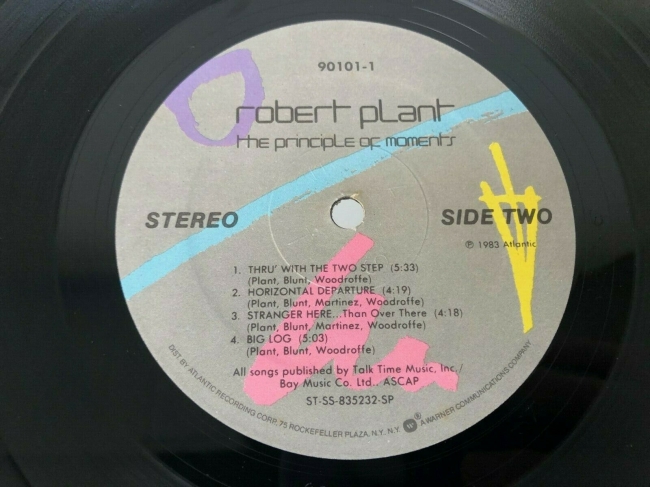 90101-1
robert plant
the principle of moments
STEREO
SIDE TWO
℗ 1983 Atlantic
1. THRU' WITH THE TWO STEP (5:33)
(Plant, Blunt, Woodroffe)
2. HORIZONTAL DEPARTURE (4:19)
(Plant, Blunt, Martinez, Woodroffe)
3. STRANGER HERE...Than Over There (4:18)
(Plant, Blunt, Martinez, Woodroffe)
4. BIG LOG (5:03)
(Plant, Blunt, Woodroffe)
All songs published by Talk Time Music, Inc./
Bay Music Co. Ltd., ASCAP
ST-SS-835232-SP
DIST. BY ATLANTIC RECORDING CORP. 75 ROCKEFELLER PLAZA, N.Y. N.Y. W ® A WARNER COMMUNICATIONS COMPANY